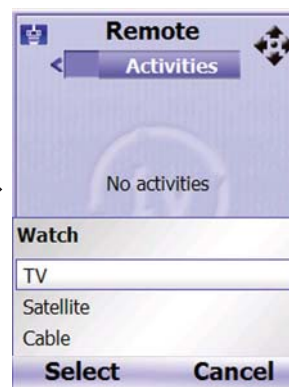 Remote
< Activities
No activities
Watch
TV
Satellite
Cable
Select Cancel